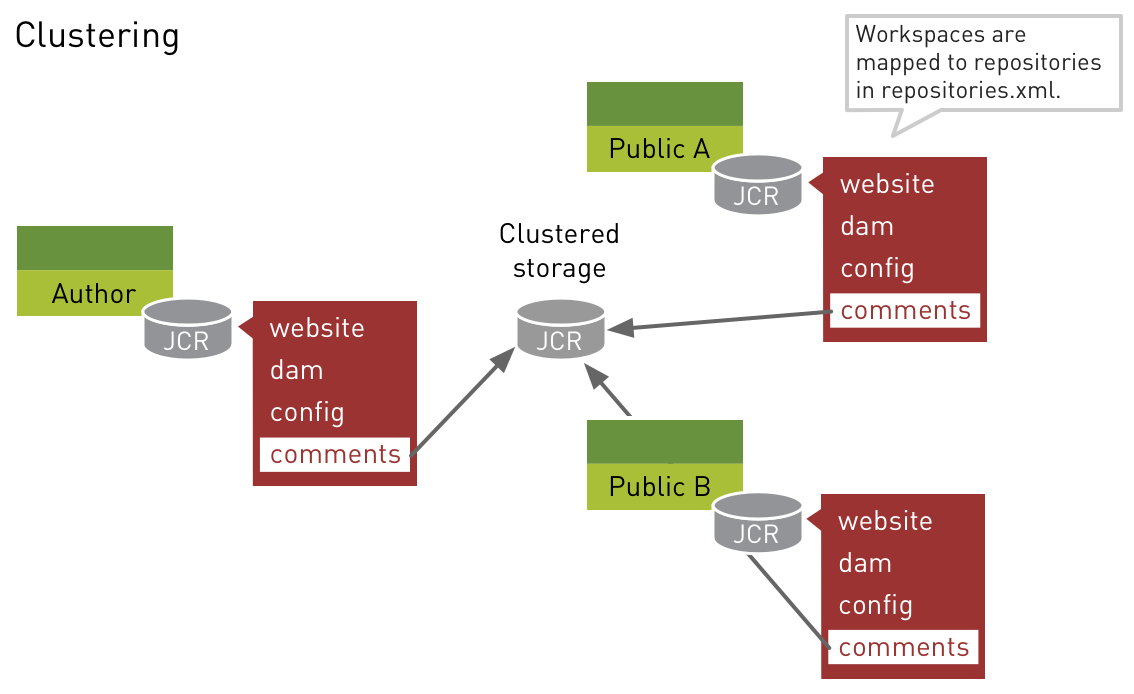 Clustering
Workspaces are
mapped to repositories
in repositories.xml.
Public A
JCR
website
dam
config
comments
Clustered
storage
JCR
Author
JCR
website
dam
config
comments
Public B
JCR
website
dam
config
comments